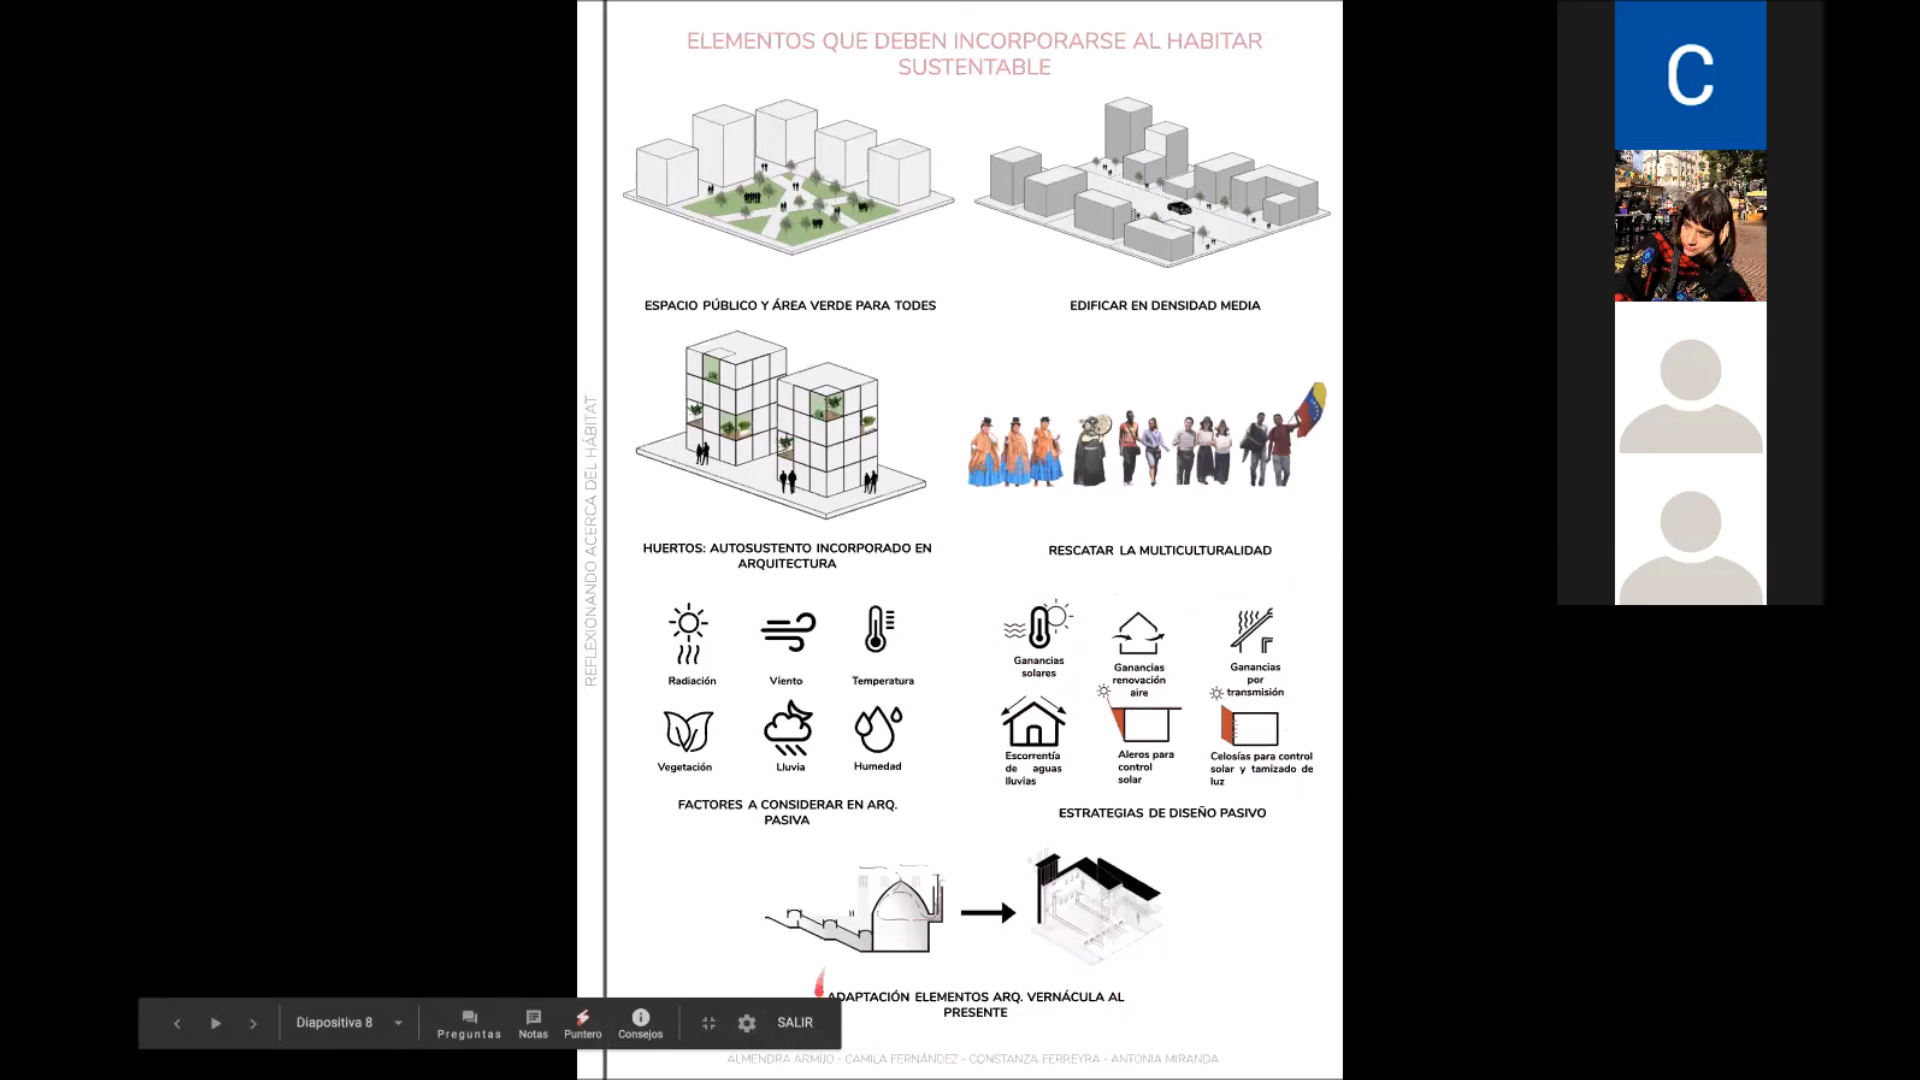 ELEMENTOS QUE DEBEN INCORPORARSE AL HABITAR
SUSTENTABLE
ESPACIO PÚBLICO Y ÁREA VERDE PARA TODES
EDIFICAR EN DENSIDAD MEDIA
HUERTOS: AUTOSUSTENTO INCORPORADO EN
ARQUITECTURA
RESCATAR LA MULTICULTURALIDAD
REFLEXIONANDO ACERCA DEL HÁBITAT
Radiación
Viento
Temperatura
Vegetación
Lluvia
Humedad
FACTORES A CONSIDERAR EN ARQ.
PASIVA
Ganancias
solares
Ganancias
renovación
aire
Ganancias
por
transmisión
Escorrentía
de aguas
lluvias
Aleros para
control
solar
Celosías para control
solar y tamizado de
luz
ESTRATEGIAS DE DISEÑO PASIVO
ADAPTACIÓN ELEMENTOS ARQ. VERNÁCULA AL
PRESENTE
ALMENDRA ARMIJO - CAMILA FERNÁNDEZ - CONSTANZA FERREYRA - ANTONIA MIRANDA
Diapositiva 8
Preguntas
Notas
Puntero
Consejos
SALIR
C